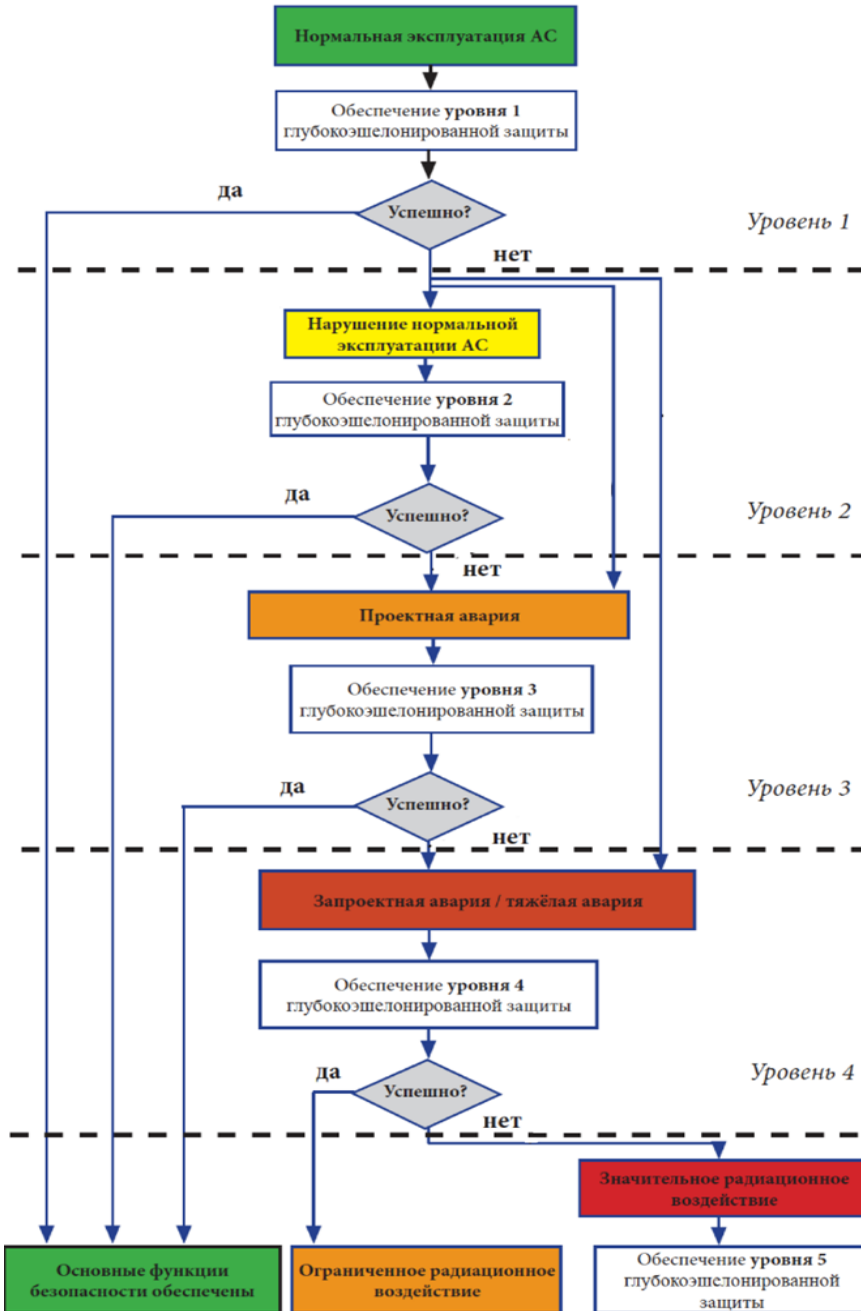 Нормальная эксплуатация АС
Обеспечение уровня 1
глубокоэшелонированной защиты
да
Успешно?
Уровень 1
нет
Нарушение нормальной
эксплуатации АС
Обеспечение уровня 2
глубокоэшелонированной защиты
да
Успешно?
Уровень 2
нет
Проектная авария
Обеспечение уровня 3
глубокоэшелонированной защиты
да
Успешно?
Уровень 3
нет
Запроектная авария / тяжёлая авария
Обеспечение уровня 4
глубокоэшелонированной защиты
да
Успешно?
Уровень 4
нет
Значительное радиационное
воздействие
Основные функции
безопасности обеспечены
Ограниченное радиационное
воздействие
Обеспечение уровня 5
глубокоэшелонированной
защиты